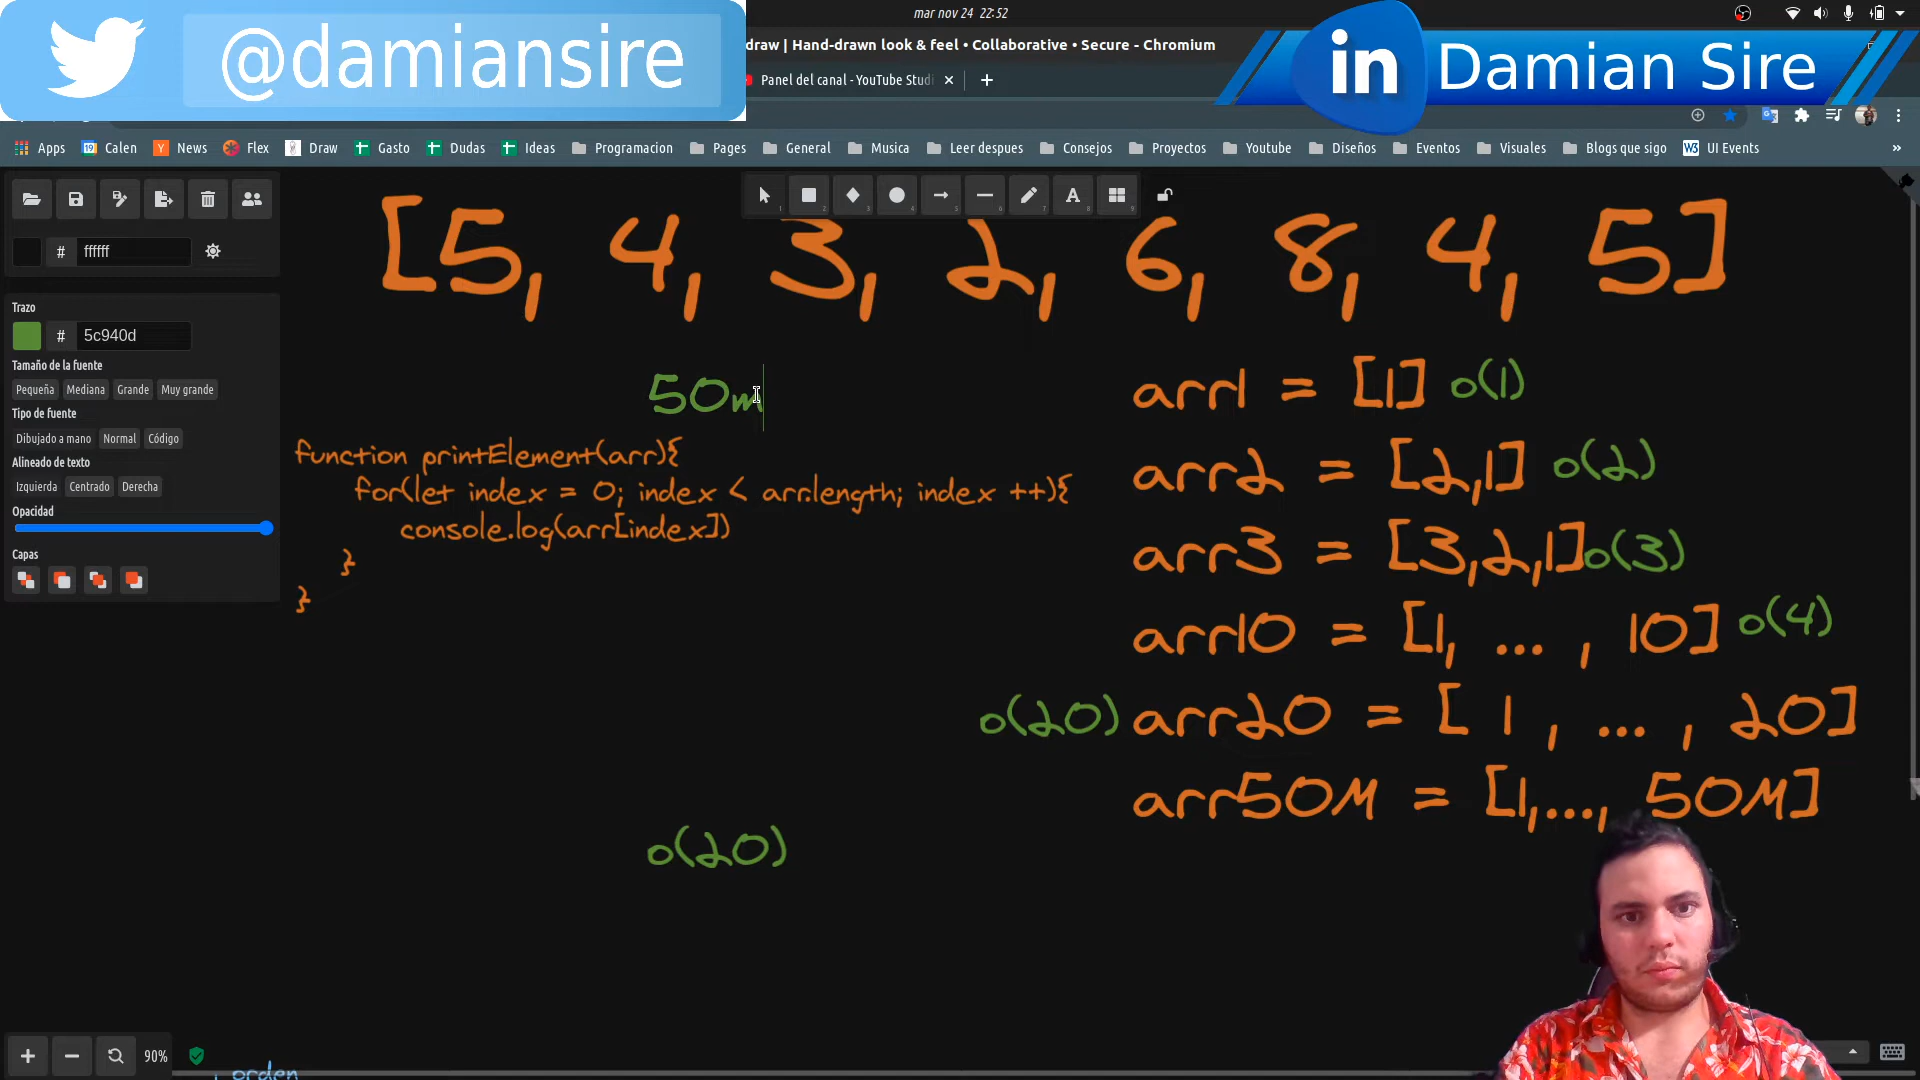 @damiansire
mar nov 24 22:52
draw | Hand-drawn look & feel • Collaborative • Secure - Chromium
in Damian Sire
Panel del canal - YouTube Studi
Apps Calen News Flex Draw Gasto Dudas Ideas Programacion Pages General Musica Leer despues Consejos Proyectos Youtube Diseños Eventos Visuales Blogs que sigo UI Events »
# ffffff
Trazo
# 5c940d
Tamaño de la fuente
Pequeña Mediana Grande Muy grande
Tipo de fuente
Dibujado a mano Normal Código
Alineado de texto
Izquierda Centrado Derecha
Opacidad
Capas
[5, 4, 3, 2, 6, 8, 4, 5]
50m
function printElement(arr){
for(let index = 0; index < arr.length; index ++){
console.log(arr[index])
}
}
arr1 = [1] o(1)
arr2 = [2,1] o(2)
arr3 = [3,2,1] o(3)
arr10 = [1, ... , 10] o(4)
o(20) arr20 = [ 1 , ... , 20]
arr50M = [1,..., 50M]
o(20)
90%
orden